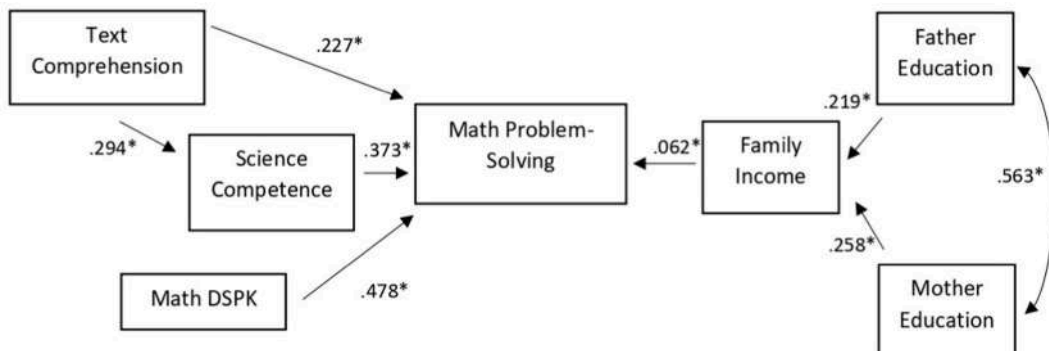 Text
Comprehension
.227*
.294*
Science
Competence
.373*
Math DSPK
.478*
Math Problem-
Solving
.062*
Family
Income
.219*
.258*
Father
Education
.563*
Mother
Education